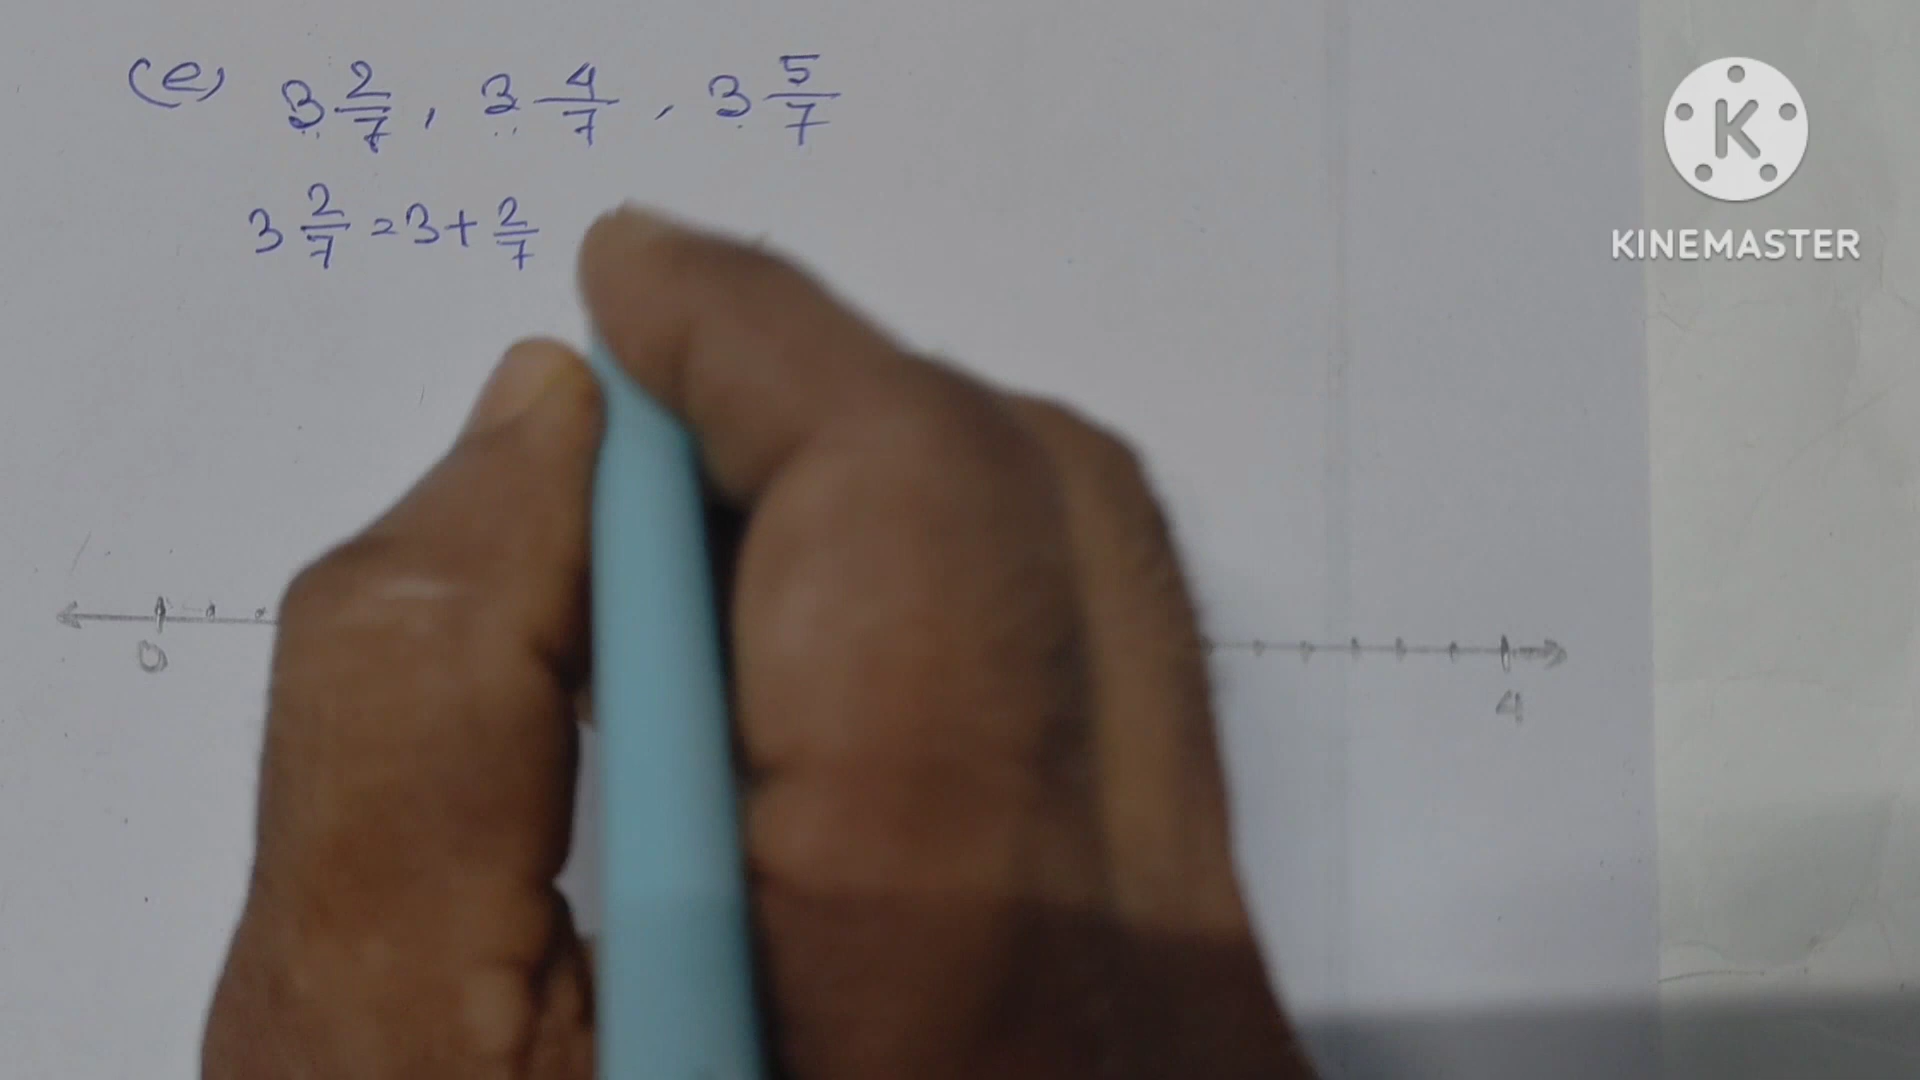 (e) 3 2/7, 3 4/7, 3 5/7
3 2/7 = 3 + 2/7
K
KINEMASTER
0 4